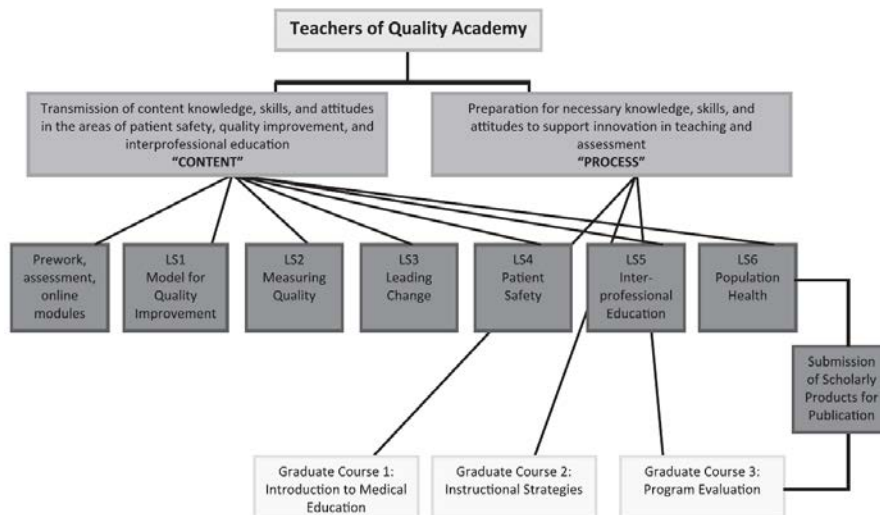 Teachers of Quality Academy
Transmission of content knowledge, skills, and attitudes
in the areas of patient safety, quality improvement, and
interprofessional education
“CONTENT”
Preparation for necessary knowledge, skills, and
attitudes to support innovation in teaching and
assessment
“PROCESS”
Prework,
assessment,
online
modules
LS1
Model for
Quality
Improvement
LS2
Measuring
Quality
LS3
Leading
Change
LS4
Patient
Safety
LS5
Inter-
professional
Education
LS6
Population
Health
Submission
of Scholarly
Products for
Publication
Graduate Course 1:
Introduction to Medical
Education
Graduate Course 2:
Instructional Strategies
Graduate Course 3:
Program Evaluation